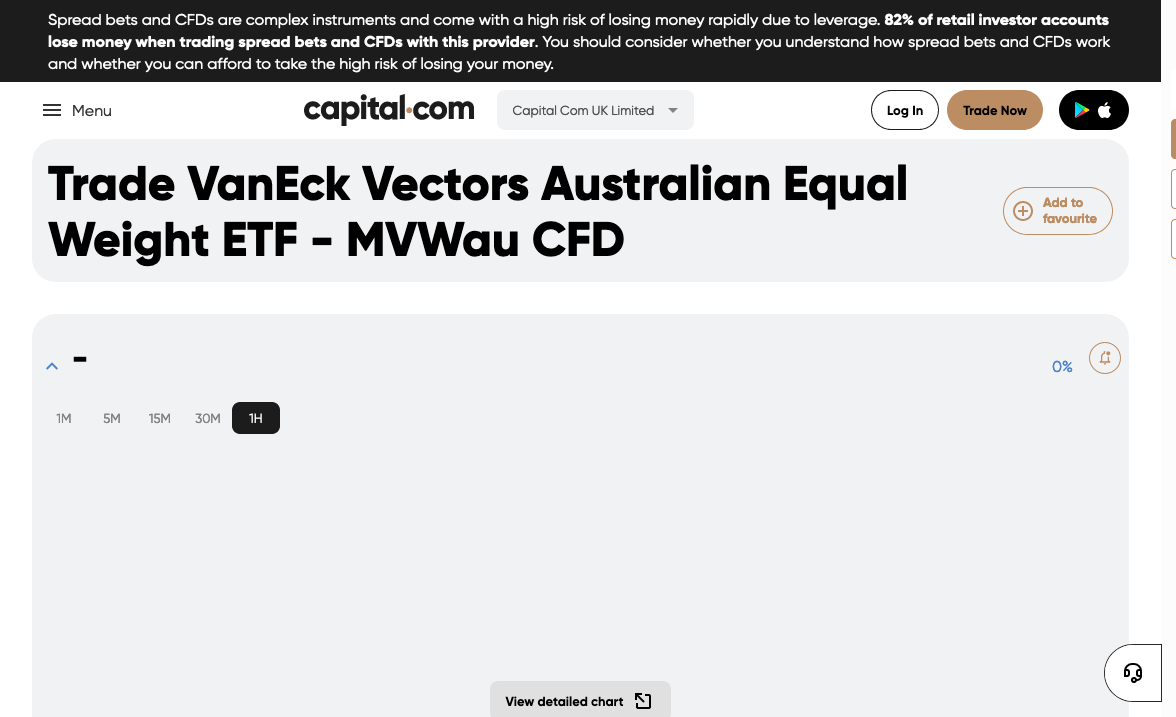 Spread bets and CFDs are complex instruments and come with a high risk of losing money rapidly due to leverage. 82% of retail investor accounts
lose money when trading spread bets and CFDs with this provider. You should consider whether you understand how spread bets and CFDs work
and whether you can afford to take the high risk of losing your money.
Menu
capital.com
Capital Com UK Limited
Log In
Trade Now
Trade VanEck Vectors Australian Equal
Weight ETF - MVWau CFD
Add to
favourite
-
0%
1M
5M
15M
30M
1H
View detailed chart